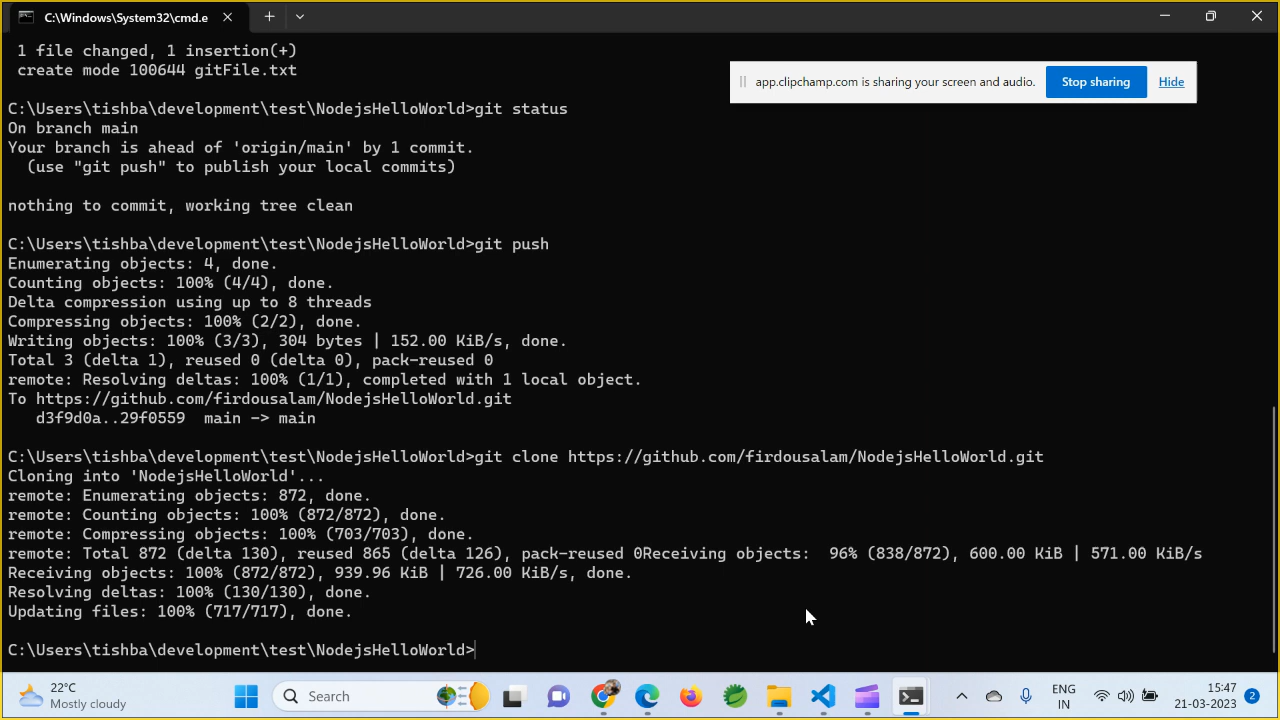 C:\Windows\System32\cmd.e
1 file changed, 1 insertion(+)
create mode 100644 gitFile.txt
app.clipchamp.com is sharing your screen and audio.
Stop sharing
Hide
C:\Users\tishba\development\test\NodejsHelloWorld>git status
On branch main
Your branch is ahead of 'origin/main' by 1 commit.
(use "git push" to publish your local commits)
nothing to commit, working tree clean
C:\Users\tishba\development\test\NodejsHelloWorld>git push
Enumerating objects: 4, done.
Counting objects: 100% (4/4), done.
Delta compression using up to 8 threads
Compressing objects: 100% (2/2), done.
Writing objects: 100% (3/3), 304 bytes | 152.00 KiB/s, done.
Total 3 (delta 1), reused 0 (delta 0), pack-reused 0
remote: Resolving deltas: 100% (1/1), completed with 1 local object.
To https://github.com/firdousalam/NodejsHelloWorld.git
d3f9d0a..29f0559  main -> main
C:\Users\tishba\development\test\NodejsHelloWorld>git clone https://github.com/firdousalam/NodejsHelloWorld.git
Cloning into 'NodejsHelloWorld'...
remote: Enumerating objects: 872, done.
remote: Counting objects: 100% (872/872), done.
remote: Compressing objects: 100% (703/703), done.
remote: Total 872 (delta 130), reused 865 (delta 126), pack-reused 0Receiving objects:  96% (838/872), 600.00 KiB | 571.00 KiB/s
Receiving objects: 100% (872/872), 939.96 KiB | 726.00 KiB/s, done.
Resolving deltas: 100% (130/130), done.
Updating files: 100% (717/717), done.
C:\Users\tishba\development\test\NodejsHelloWorld>
22°C
Mostly cloudy
Search
ENG
IN
15:47
21-03-2023
2